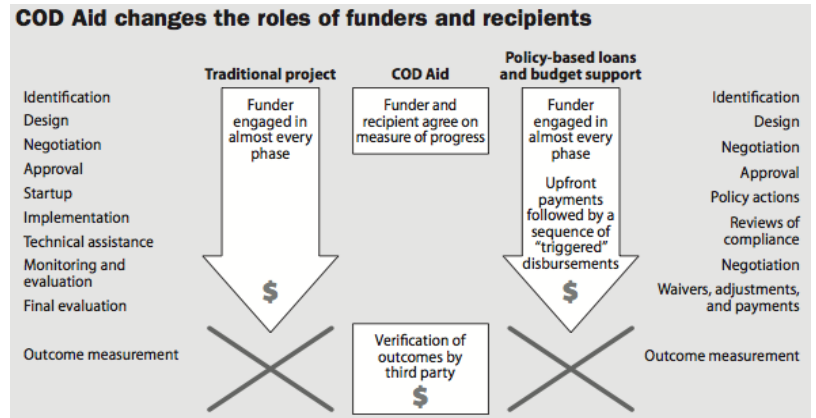 COD Aid changes the roles of funders and recipients
Traditional project
COD Aid
Policy-based loans
and budget support
Identification
Design
Negotiation
Approval
Startup
Implementation
Technical assistance
Monitoring and
evaluation
Final evaluation
Outcome measurement
Funder
engaged in
almost every
phase
$
Funder and
recipient agree on
measure of progress
Verification of
outcomes by
third party
$
Funder
engaged in
almost every
phase
Upfront
payments
followed by a
sequence of
“triggered”
disbursements
$
Identification
Design
Negotiation
Approval
Policy actions
Reviews of
compliance
Negotiation
Waivers, adjustments,
and payments
Outcome measurement